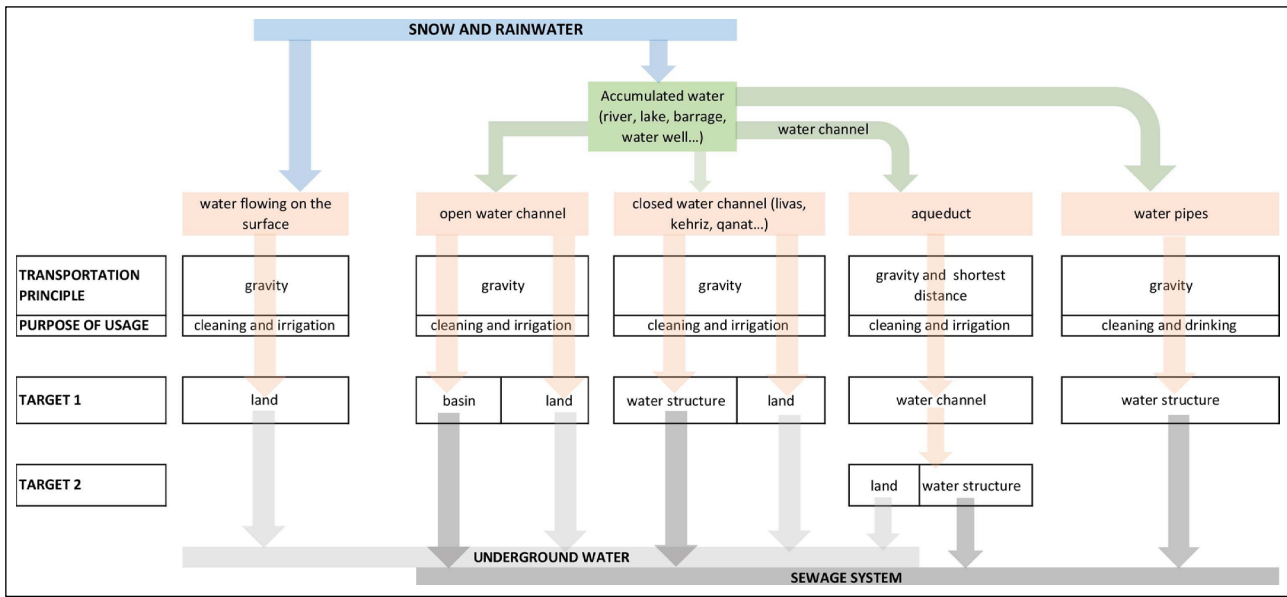 SNOW AND RAINWATER
Accumulated water
(river, lake, barrage,
water well...)
water channel
water flowing on the
surface
open water channel
closed water channel (livas,
kehriz, qanat...)
aqueduct
water pipes
TRANSPORTATION
PRINCIPLE
gravity
gravity
gravity
gravity and shortest
distance
gravity
PURPOSE OF USAGE
cleaning and irrigation
cleaning and irrigation
cleaning and irrigation
cleaning and irrigation
cleaning and drinking
TARGET 1
land
basin
land
water structure
land
water channel
water structure
TARGET 2
land
water structure
UNDERGROUND WATER
SEWAGE SYSTEM